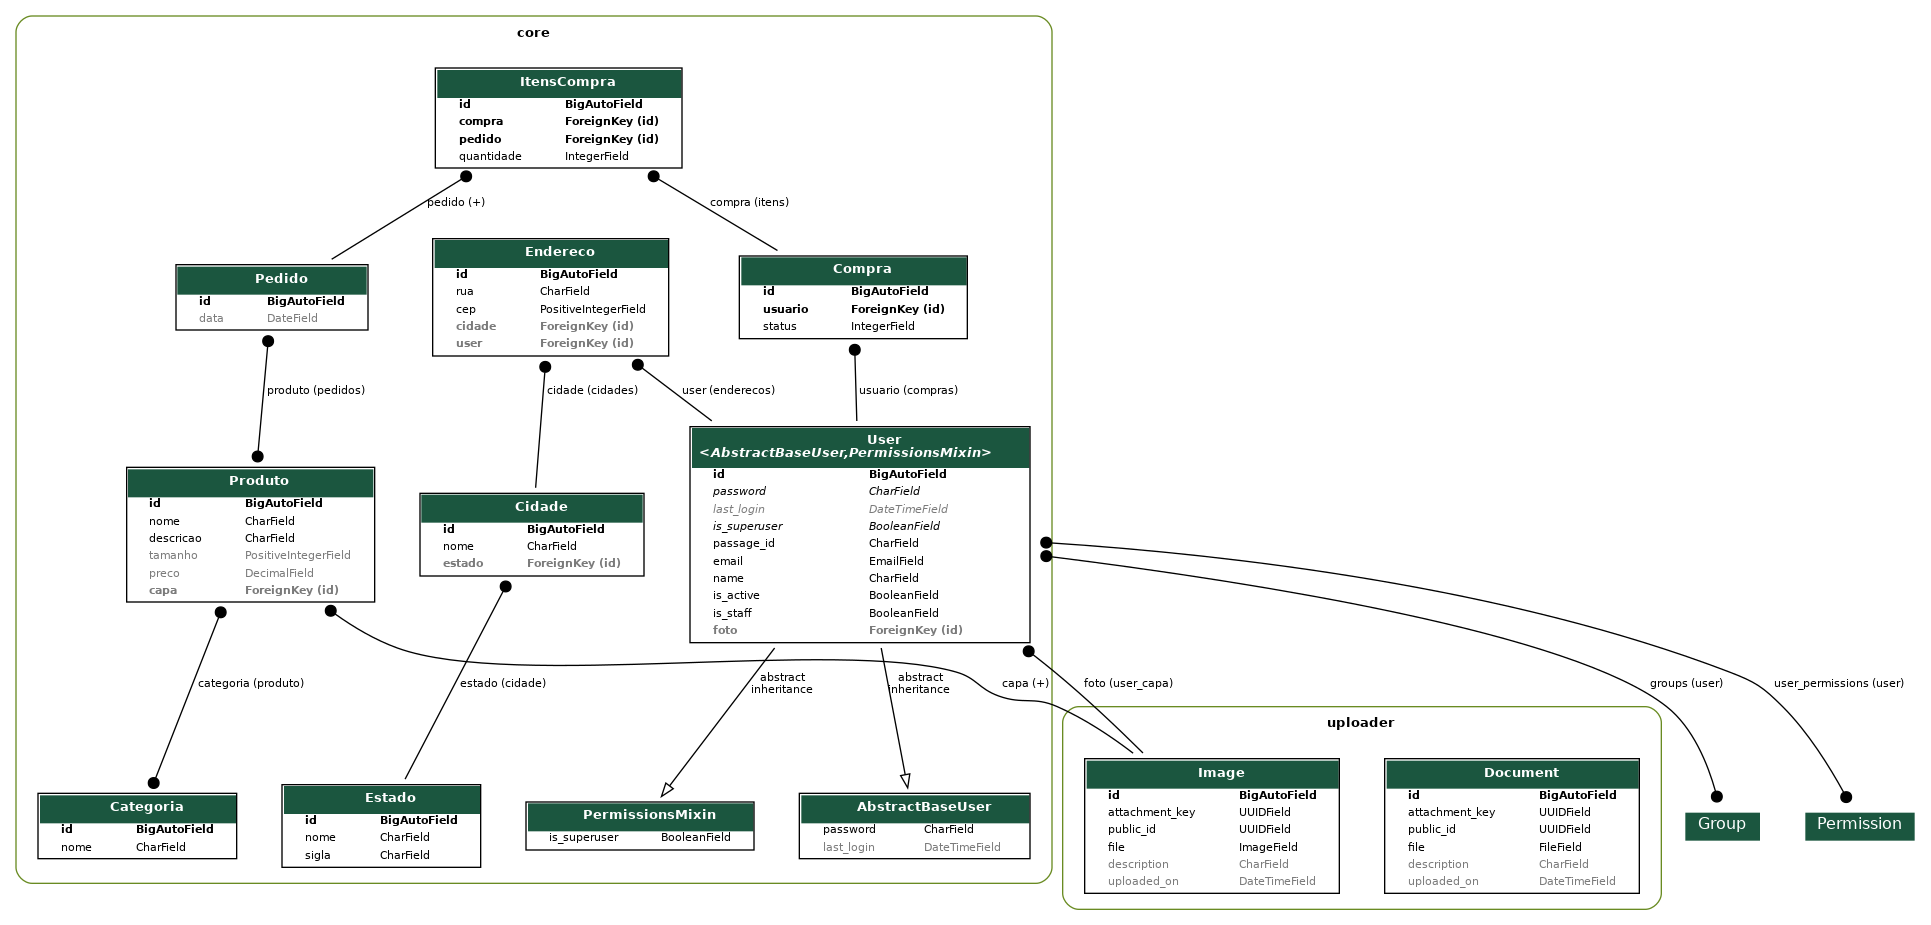 core
ItensCompra
id BigAutoField
compra ForeignKey (id)
pedido ForeignKey (id)
quantidade IntegerField
pedido (+)
compra (itens)
Pedido
id BigAutoField
data DateField
Endereco
id BigAutoField
rua CharField
cep PositiveIntegerField
cidade ForeignKey (id)
user ForeignKey (id)
Compra
id BigAutoField
usuario ForeignKey (id)
status IntegerField
produto (pedidos)
cidade (cidades)
user (enderecos)
usuario (compras)
Produto
id BigAutoField
nome CharField
descricao CharField
tamanho PositiveIntegerField
preco DecimalField
capa ForeignKey (id)
Cidade
id BigAutoField
nome CharField
estado ForeignKey (id)
User
<AbstractBaseUser,PermissionsMixin>
id BigAutoField
password CharField
last_login DateTimeField
is_superuser BooleanField
passage_id CharField
email EmailField
name CharField
is_active BooleanField
is_staff BooleanField
foto ForeignKey (id)
categoria (produto)
estado (cidade)
abstract
inheritance
abstract
inheritance
capa (+)
foto (user_capa)
groups (user)
user_permissions (user)
Categoria
id BigAutoField
nome CharField
Estado
id BigAutoField
nome CharField
sigla CharField
PermissionsMixin
is_superuser BooleanField
AbstractBaseUser
password CharField
last_login DateTimeField
uploader
Image
id BigAutoField
attachment_key UUIDField
public_id UUIDField
file ImageField
description CharField
uploaded_on DateTimeField
Document
id BigAutoField
attachment_key UUIDField
public_id UUIDField
file FileField
description CharField
uploaded_on DateTimeField
Group
Permission